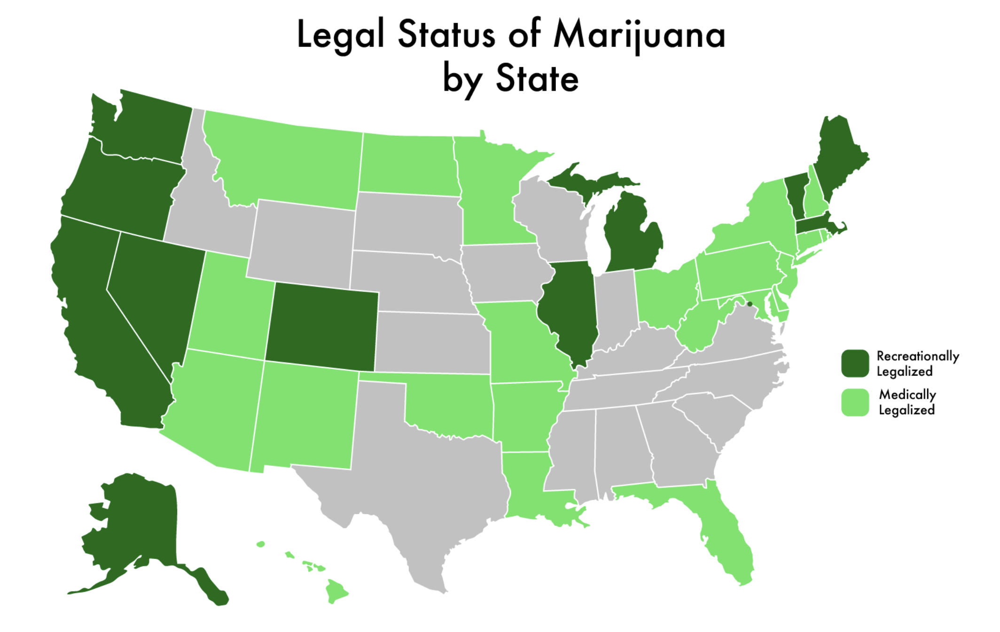 Legal Status of Marijuana
by State
Recreationally
Legalized
Medically
Legalized